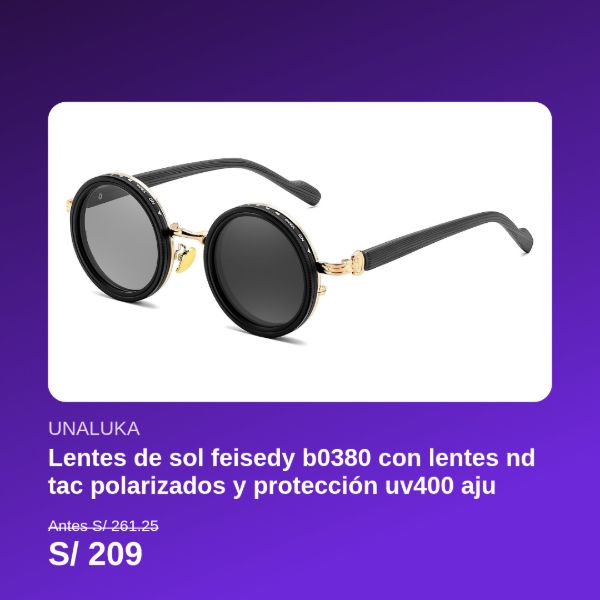 UNALUKA
Lentes de sol feisedy b0380 con lentes nd
tac polarizados y protección uv400 aju
Antes S/ 261.25
S/ 209